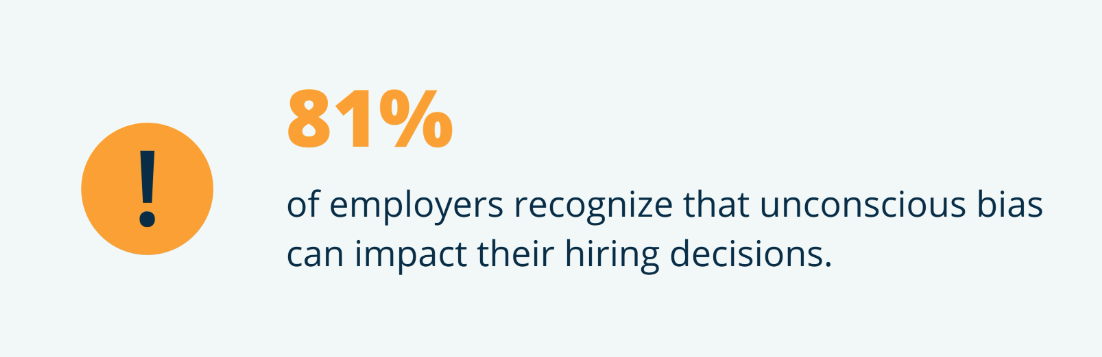 !
81%
of employers recognize that unconscious bias
can impact their hiring decisions.